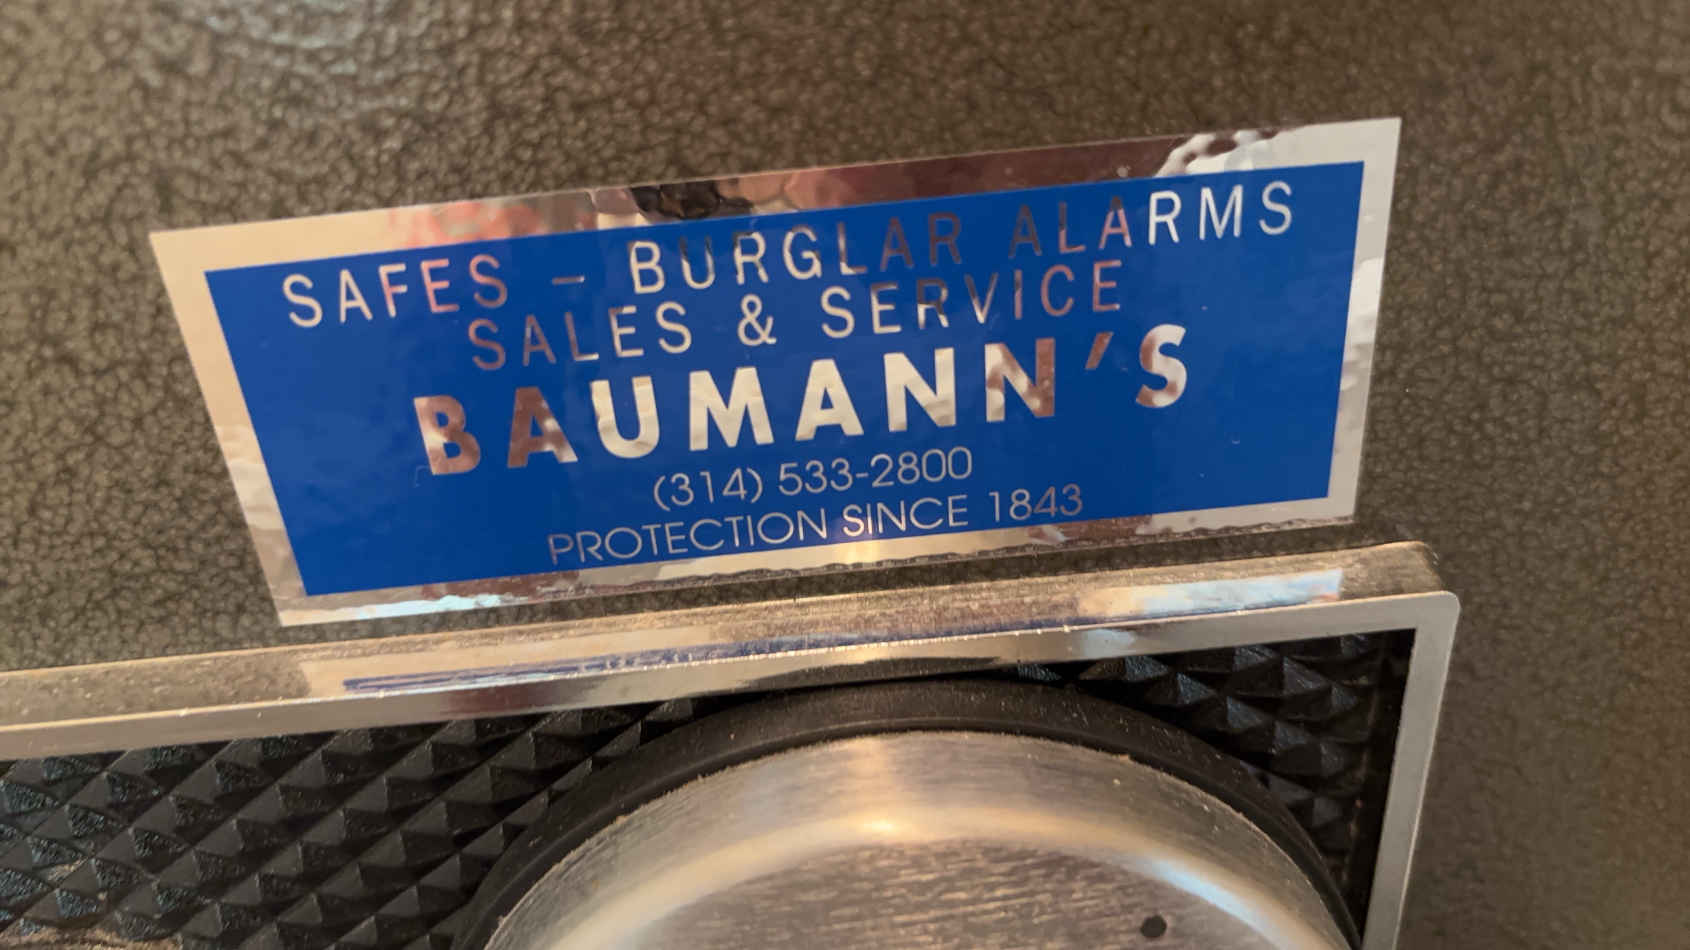 SAFES – BURGLAR ALARMS
SALES & SERVICE
BAUMANN'S
(314) 533-2800
PROTECTION SINCE 1843